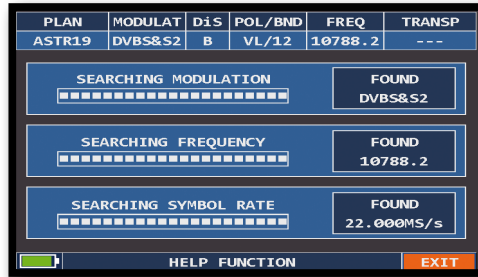 PLAN MODULAT DiS POL/BND FREQ TRANSP
ASTR19 DVBS&S2 B VL/12 10788.2 ---
SEARCHING MODULATION FOUND
DVBS&S2
SEARCHING FREQUENCY FOUND
10788.2
SEARCHING SYMBOL RATE FOUND
22.000MS/s
HELP FUNCTION EXIT